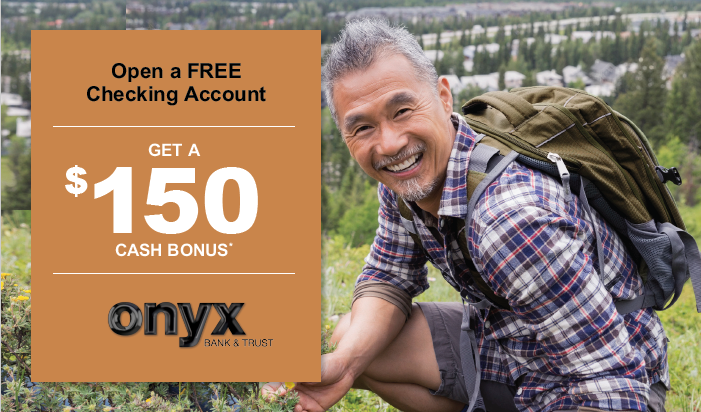 Open a FREE
Checking Account
GET A
$150
CASH BONUS*
onyx
BANK & TRUST